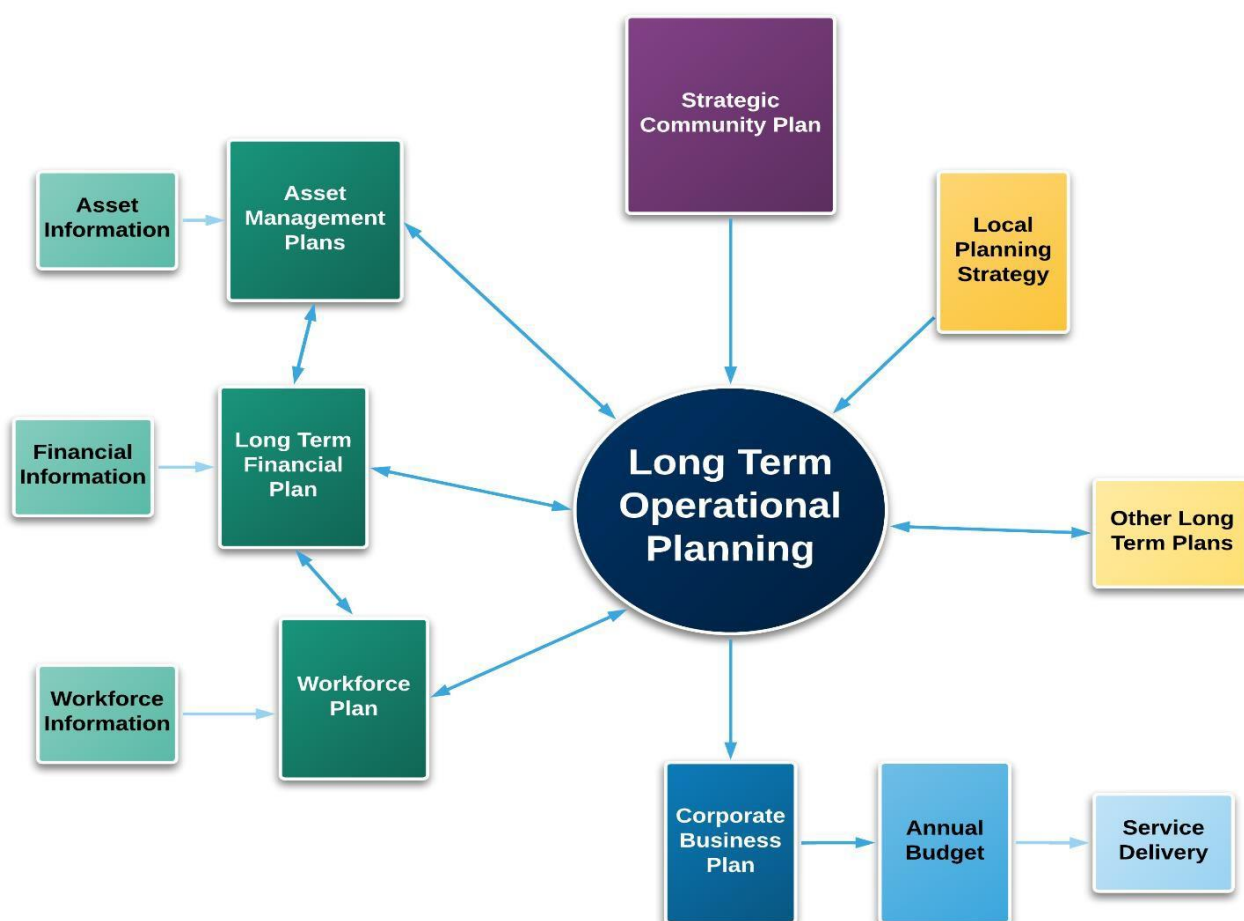 Strategic
Community Plan
Asset
Information
Asset
Management
Plans
Local
Planning
Strategy
Financial
Information
Long Term
Financial
Plan
Long Term
Operational
Planning
Other Long
Term Plans
Workforce
Information
Workforce
Plan
Corporate
Business
Plan
Annual
Budget
Service
Delivery